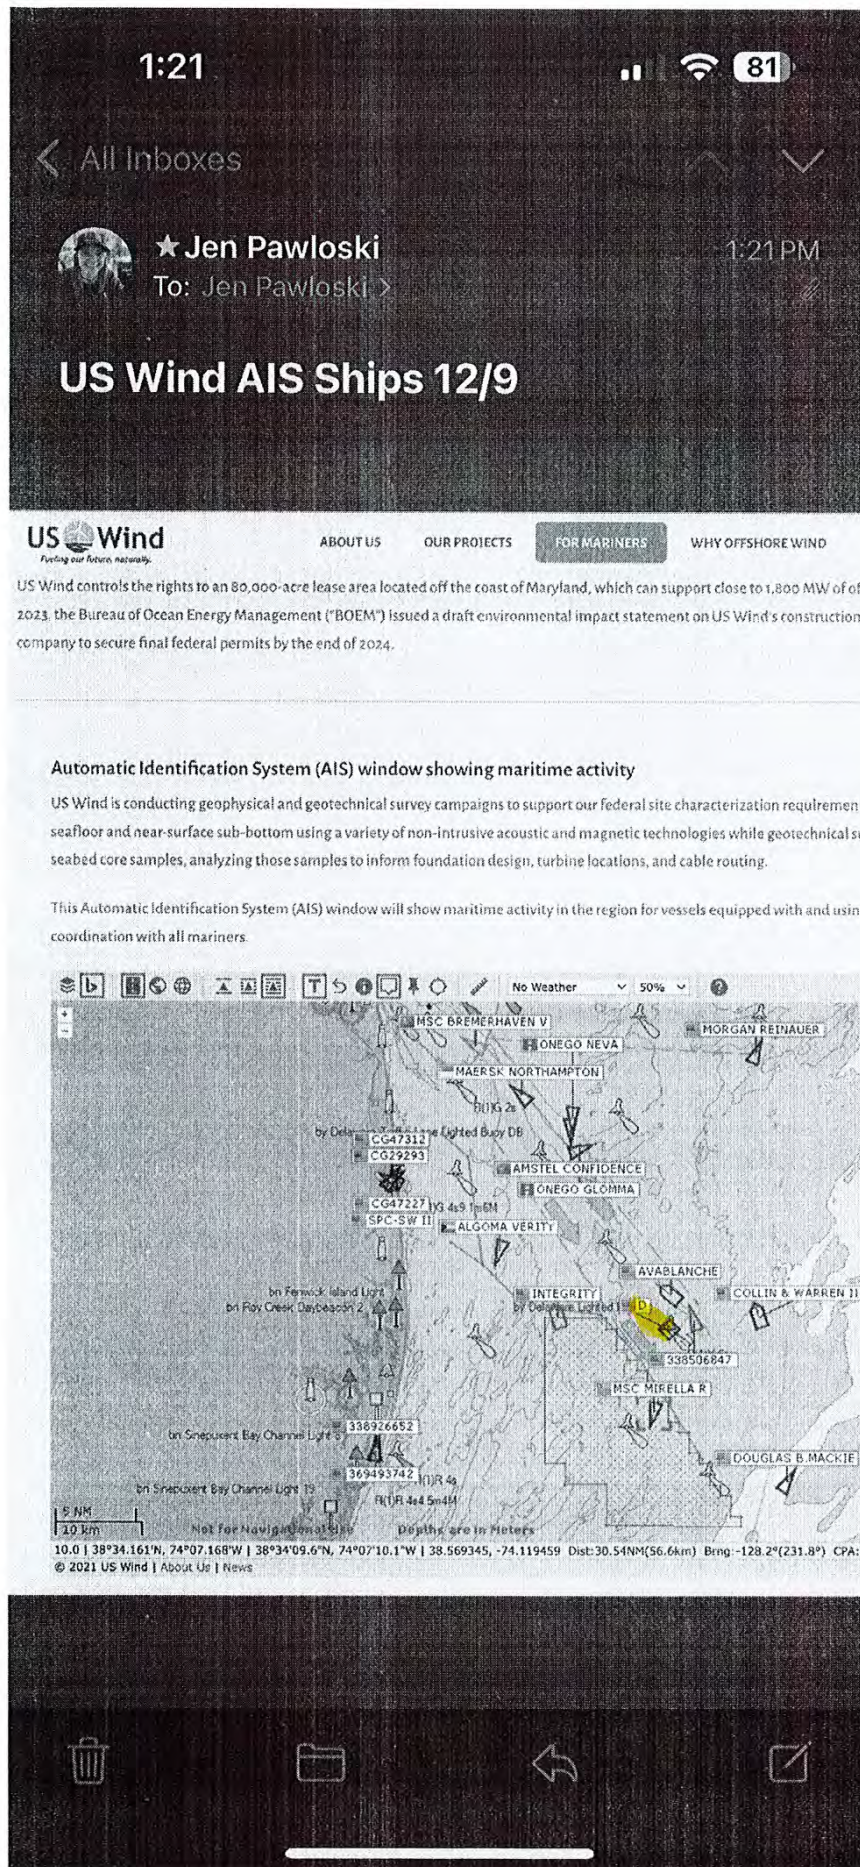 1:21
81
All Inboxes
★ Jen Pawloski
1:21 PM
To: Jen Pawloski >
US Wind AIS Ships 12/9
US Wind
Fueling our future, naturally.
ABOUT US
OUR PROJECTS
FOR MARINERS
WHY OFFSHORE WIND
US Wind controls the rights to an 80,000-acre lease area located off the coast of Maryland, which can support close to 1,800 MW of of
2023, the Bureau of Ocean Energy Management ("BOEM") issued a draft environmental impact statement on US Wind's construction
company to secure final federal permits by the end of 2024.
Automatic Identification System (AIS) window showing maritime activity
US Wind is conducting geophysical and geotechnical survey campaigns to support our federal site characterization requiremen
seafloor and near-surface sub-bottom using a variety of non-intrusive acoustic and magnetic technologies while geotechnical su
seabed core samples, analyzing those samples to inform foundation design, turbine locations, and cable routing.
This Automatic Identification System (AIS) window will show maritime activity in the region for vessels equipped with and usin
coordination with all mariners.
No Weather
50%
MSC BREMERHAVEN V
MORGAN REINAUER
ONEGO NEVA
MAERSK NORTHAMPTON
Lighted Buoy DB
CG47312
CG29293
AMSTEL CONFIDENCE
ONEGO GLOMMA
CG47227
SPC-SW II
ALGOMA VERITY
AVABLANCHE
bn Fenwick Island Light
INTEGRITY
COLLIN & WARREN II
bn Roy Creek Daybeacon 2
by Delaware Lighted
D
338506847
MSC MIRELLA R
338926652
bn Sinepuxent Bay Channel Light
DOUGLAS B.MACKIE
369493742
bn Sinepuxent Bay Channel Light 19
5 NM
10 km
Not for Navigational Use
Depths are in Meters
10.0 | 38°34.161'N, 74°07.168'W | 38°34'09.6"N, 74°07'10.1"W | 38.569345, -74.119459 Dist:30.54NM(56.6km) Brng:-128.2°(231.8°) CPA:
© 2021 US Wind | About Us | News